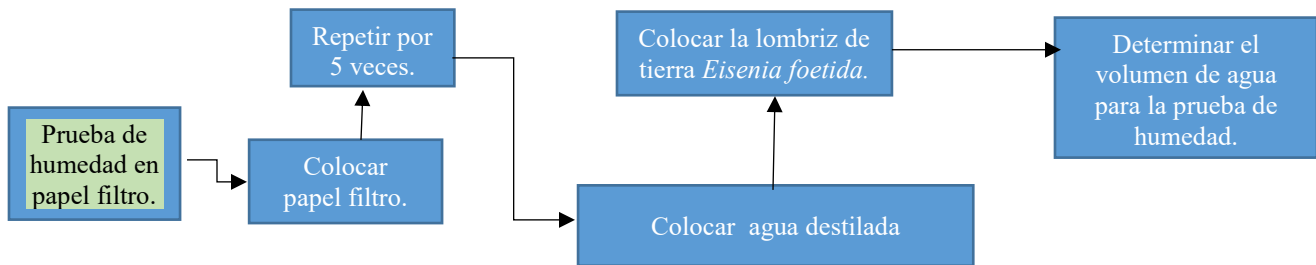 Prueba de
humedad en
papel filtro.
Colocar
papel filtro.
Repetir por
5 veces.
Colocar  agua destilada
Colocar la lombriz de
tierra Eisenia foetida.
Determinar el
volumen de agua
para la prueba de
humedad.